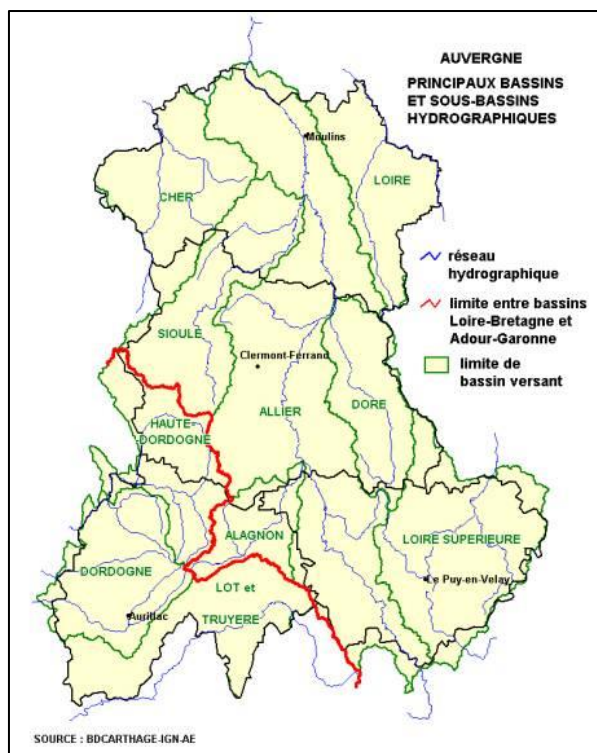 AUVERGNE
PRINCIPAUX BASSINS
ET SOUS-BASSINS
HYDROGRAPHIQUES
Moulins
LOIRE
CHER
réseau
hydrographique
limite entre bassins
Loire-Bretagne et
Adour-Garonne
limite de
bassin versant
SIOULE
Clermont-Ferrand
ALLIER
DORE
HAUTE-
DORDOGNE
ALAGNON
LOIRE SUPERIEURE
DORDOGNE
Le Puy-en-Velay
LOT et
TRUYERE
Aurillac
SOURCE : BDCARTHAGE-IGN-AE